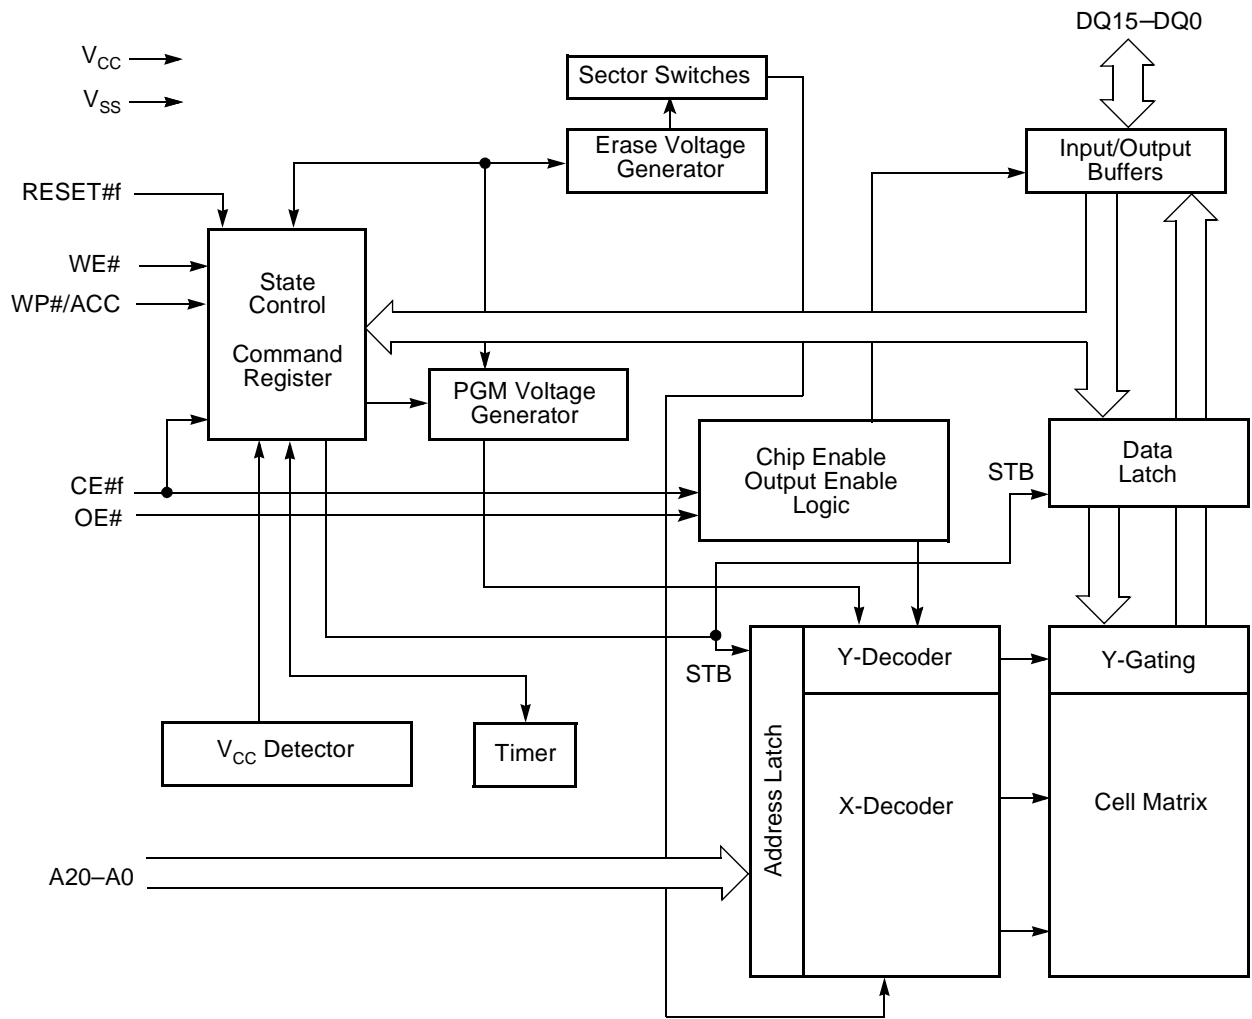 DQ15–DQ0
VCC
VSS
Sector Switches
Erase Voltage
Generator
Input/Output
Buffers
RESET#f
WE#
WP#/ACC
State
Control
Command
Register
PGM Voltage
Generator
CE#f
OE#
Chip Enable
Output Enable
Logic
STB
Data
Latch
STB
Y-Decoder
Y-Gating
VCC Detector
Timer
Address Latch
X-Decoder
Cell Matrix
A20–A0